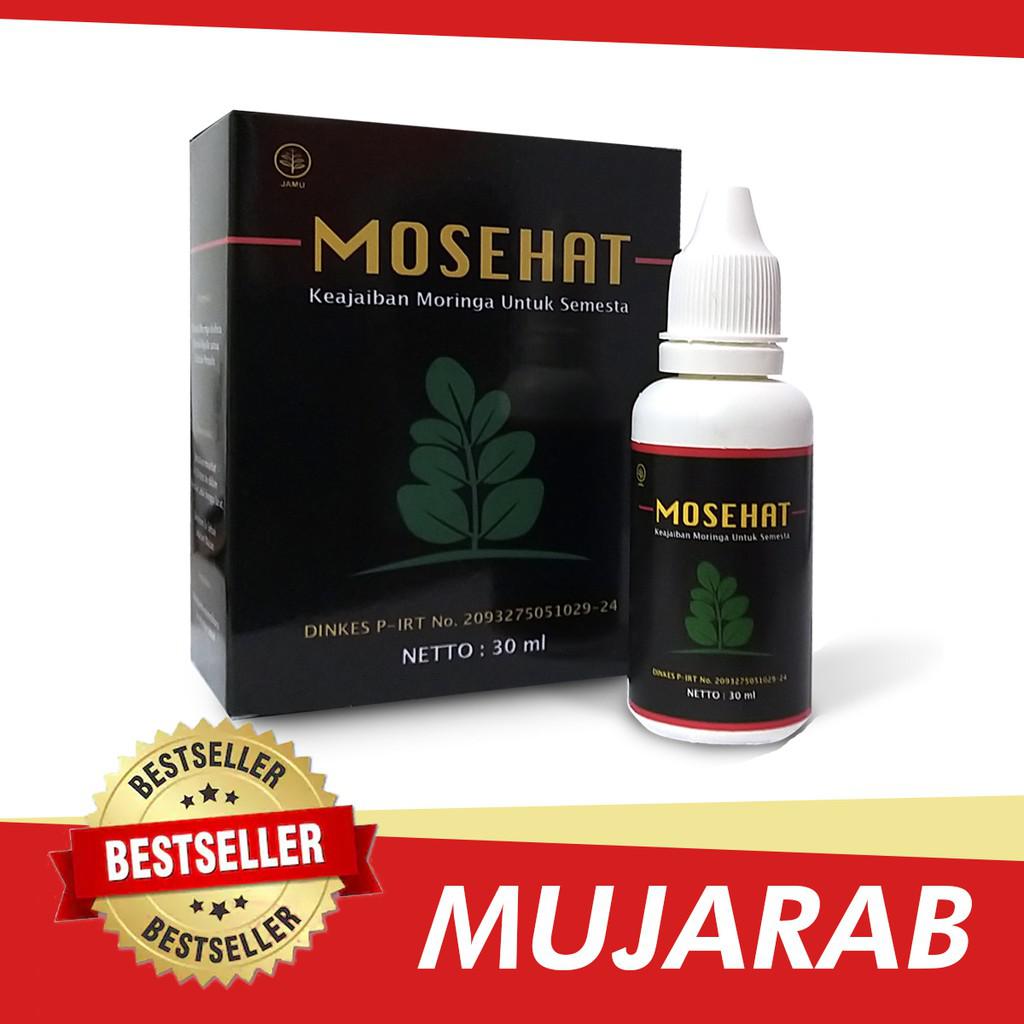 JAMU
MOSEHAT
Keajaiban Moringa Untuk Semesta
DINKES P-IRT No. 2093275051029-24
NETTO : 30 ml
MOSEHAT
Keajaiban Moringa Untuk Semesta
DINKES P-IRT No. 2093275051029-24
NETTO : 30 ml
BESTSELLER
BESTSELLER
BESTSELLER
MUJARAB